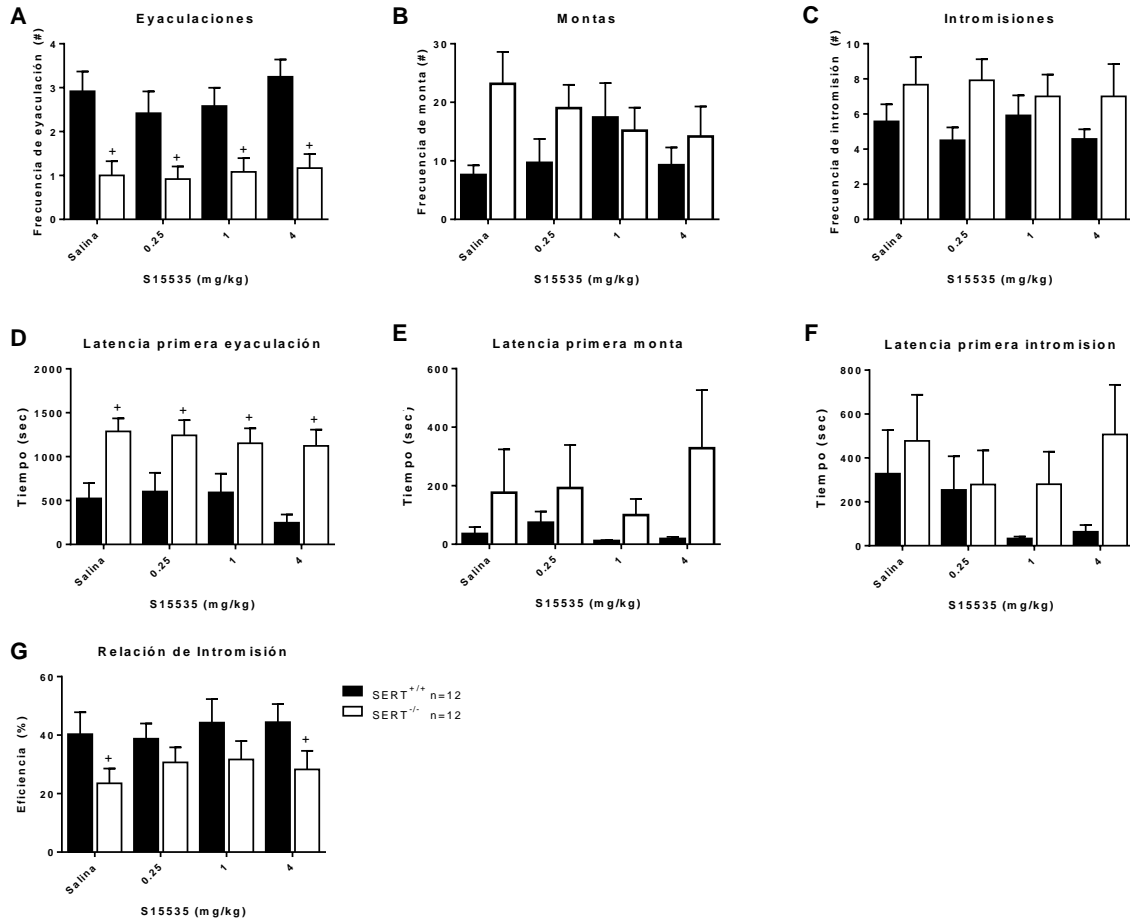 A
Eyaculaciones
Frecuencia de eyaculación (#)
4
3
2
1
0
+
+
+
+
Salina
0.25
1
4
S15535 (mg/kg)
B
Montas
Frecuencia de monta (#)
30
20
10
0
Salina
0.25
1
4
S15535 (mg/kg)
C
Intromisiones
Frecuencia de intromisión (#)
10
8
6
4
2
0
Salina
0.25
1
4
S15535 (mg/kg)
D
Latencia primera eyaculación
Tiempo (sec)
2000
1500
1000
500
0
+
+
+
+
Salina
0.25
1
4
S15535 (mg/kg)
E
Latencia primera monta
Tiempo (sec)
600
400
200
0
Salina
0.25
1
4
S15535 (mg/kg)
F
Latencia primera intromision
Tiempo (sec)
800
600
400
200
0
Salina
0.25
1
4
S15535 (mg/kg)
G
Relación de Intromisión
Eficiencia (%)
60
40
20
0
+
+
Salina
0.25
1
4
S15535 (mg/kg)
SERT+/+ n=12
SERT-/- n=12